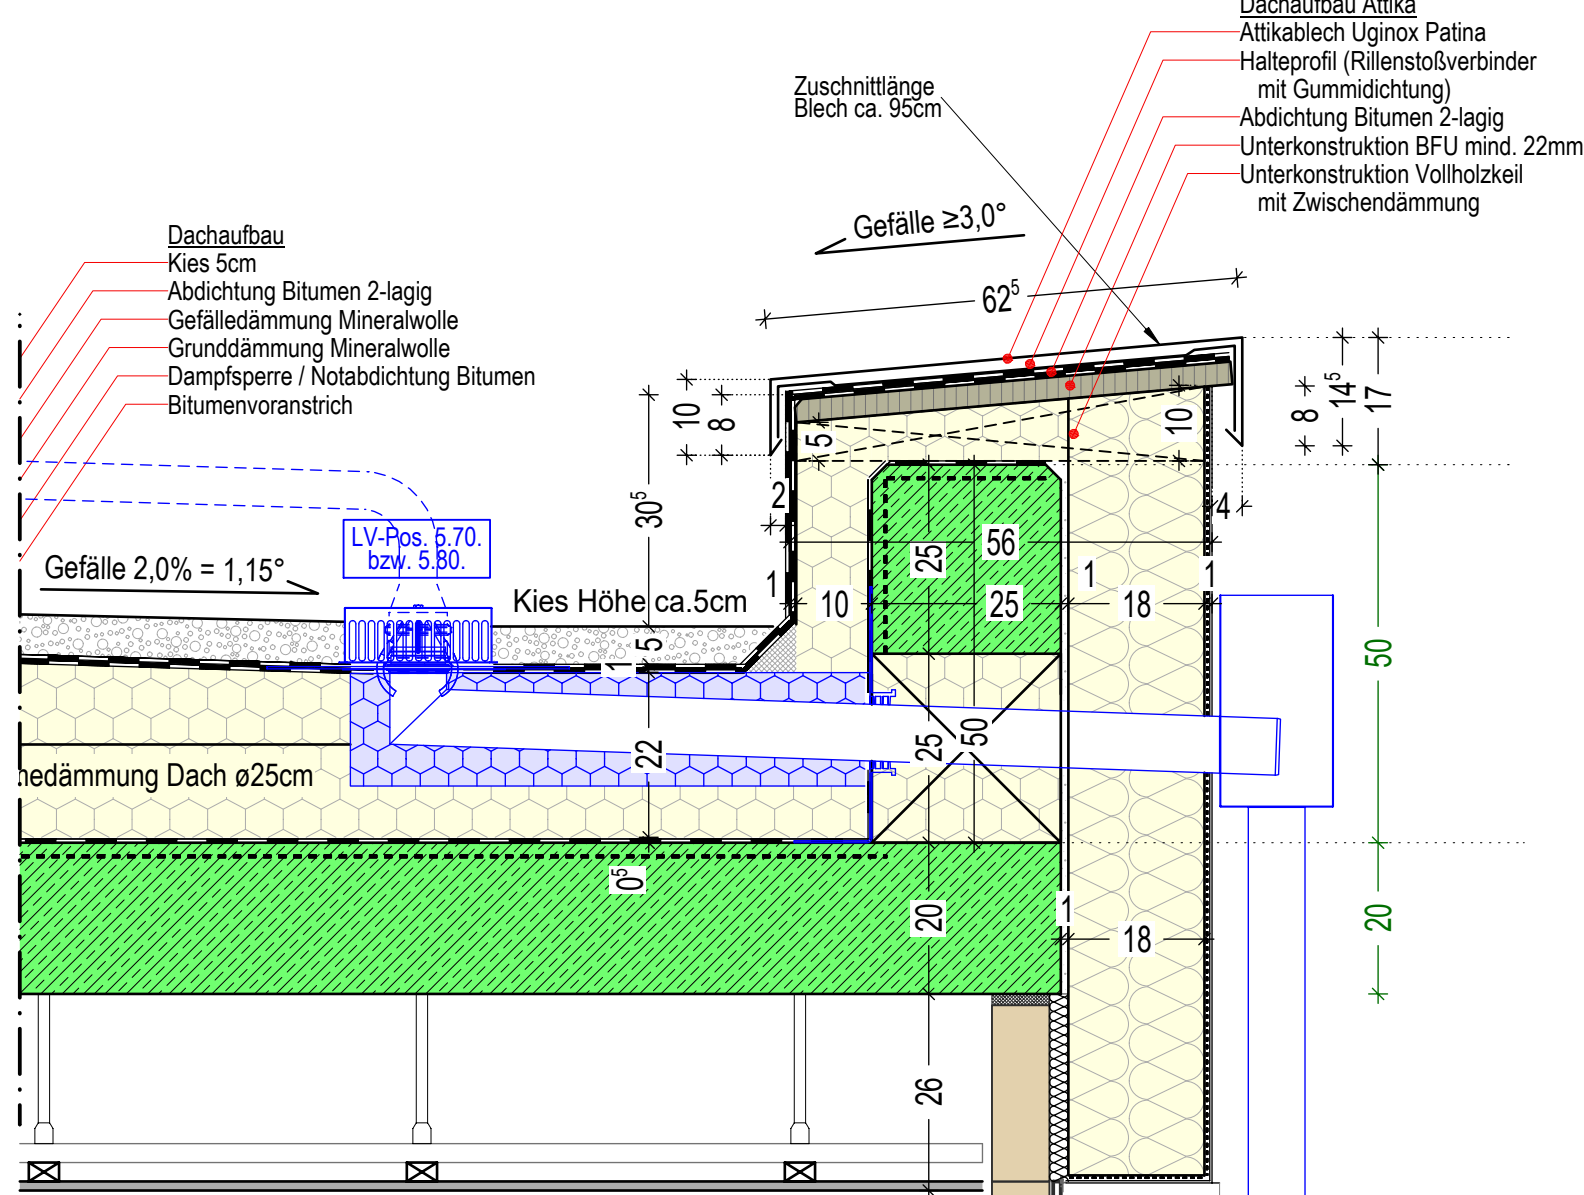 Dachaufbau Attika
Attikablech Uginox Patina
Halteprofil (Rillenstoßverbinder
mit Gummidichtung)
Abdichtung Bitumen 2-lagig
Unterkonstruktion BFU mind. 22mm
Unterkonstruktion Vollholzkeil
mit Zwischendämmung
Zuschnittlänge
Blech ca. 95cm
Gefälle ≥3,0°
62⁵
Dachaufbau
Kies 5cm
Abdichtung Bitumen 2-lagig
Gefälledämmung Mineralwolle
Grunddämmung Mineralwolle
Dampfsperre / Notabdichtung Bitumen
Bitumenvoranstrich
10
8
5
10
8
14⁵
17
30⁵
2
4
LV-Pos. 5.70.
bzw. 5.80.
Gefälle 2,0% = 1,15°
Kies Höhe ca.5cm
25
56
1
10
25
1
18
1
1
5
50
22
25
50
nedämmung Dach ø25cm
0⁵
20
1
18
20
26